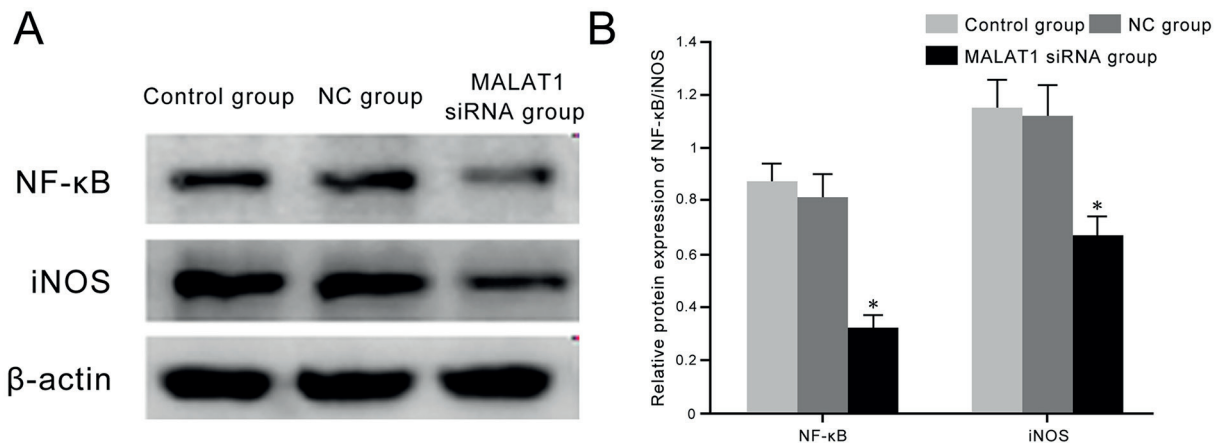 A
Control group NC group MALAT1
siRNA group
NF-κB
iNOS
β-actin
B
Control group NC group
MALAT1 siRNA group
Relative protein expression of NF-κB/iNOS
1.4
1.2
1
0.8
0.6
0.4
0.2
0
*
*
NF-κB iNOS